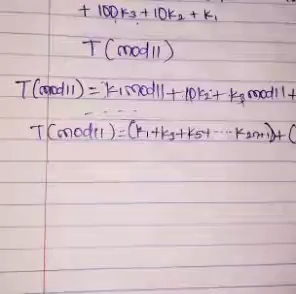 + 100k₃ + 10k₂ + k₁
T (mod 11)
T (mod 11) = k₁ mod 11 + 10k₂ + k₃ mod 11 +
- - - - -
T (mod 11) = (k₁ + k₃ + k₅ + ... k₂ₙ₊₁) + (